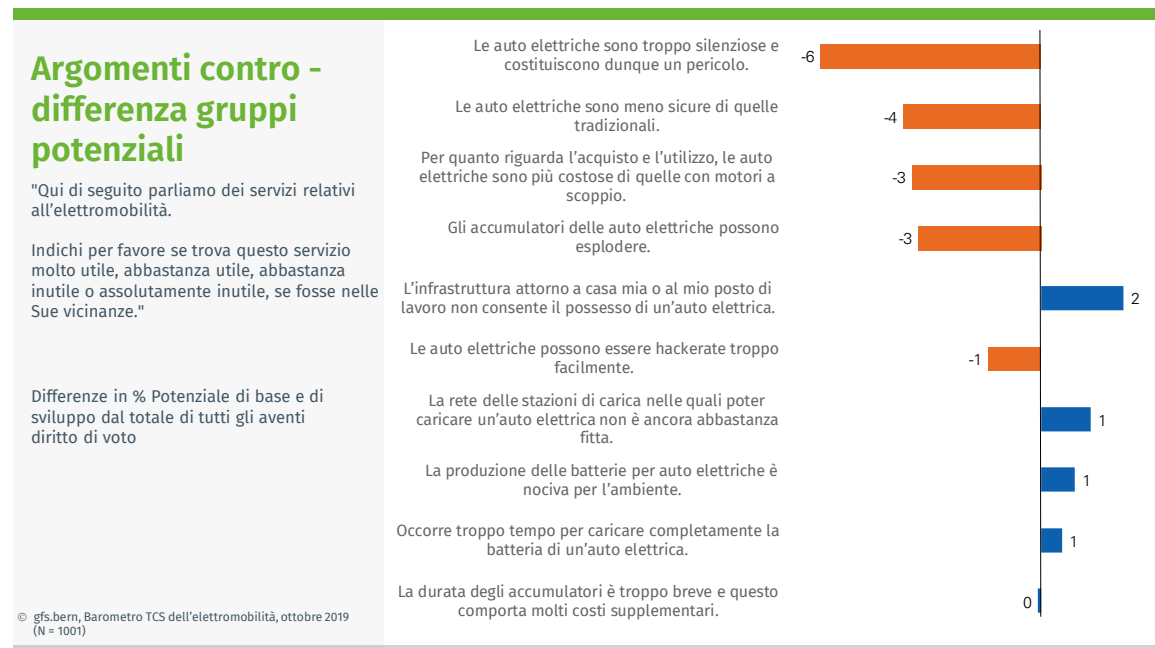 Argomenti contro -
differenza gruppi
potenziali
"Qui di seguito parliamo dei servizi relativi
all'elettromobilità.
Indichi per favore se trova questo servizio
molto utile, abbastanza utile, abbastanza
inutile o assolutamente inutile, se fosse nelle
Sue vicinanze."
Differenze in % Potenziale di base e di
sviluppo dal totale di tutti gli aventi
diritto di voto
© gfs.bern, Barometro TCS dell'elettromobilità, ottobre 2019
(N = 1001)
Le auto elettriche sono troppo silenziose e
costituiscono dunque un pericolo.
-6
Le auto elettriche sono meno sicure di quelle
tradizionali.
-4
Per quanto riguarda l'acquisto e l'utilizzo, le auto
elettriche sono più costose di quelle con motori a
scoppio.
-3
Gli accumulatori delle auto elettriche possono
esplodere.
-3
L'infrastruttura attorno a casa mia o al mio posto di
lavoro non consente il possesso di un'auto elettrica.
2
Le auto elettriche possono essere hackerate troppo
facilmente.
-1
La rete delle stazioni di carica nelle quali poter
caricare un'auto elettrica non è ancora abbastanza
fitta.
1
La produzione delle batterie per auto elettriche è
nociva per l'ambiente.
1
Occorre troppo tempo per caricare completamente la
batteria di un'auto elettrica.
1
La durata degli accumulatori è troppo breve e questo
comporta molti costi supplementari.
0